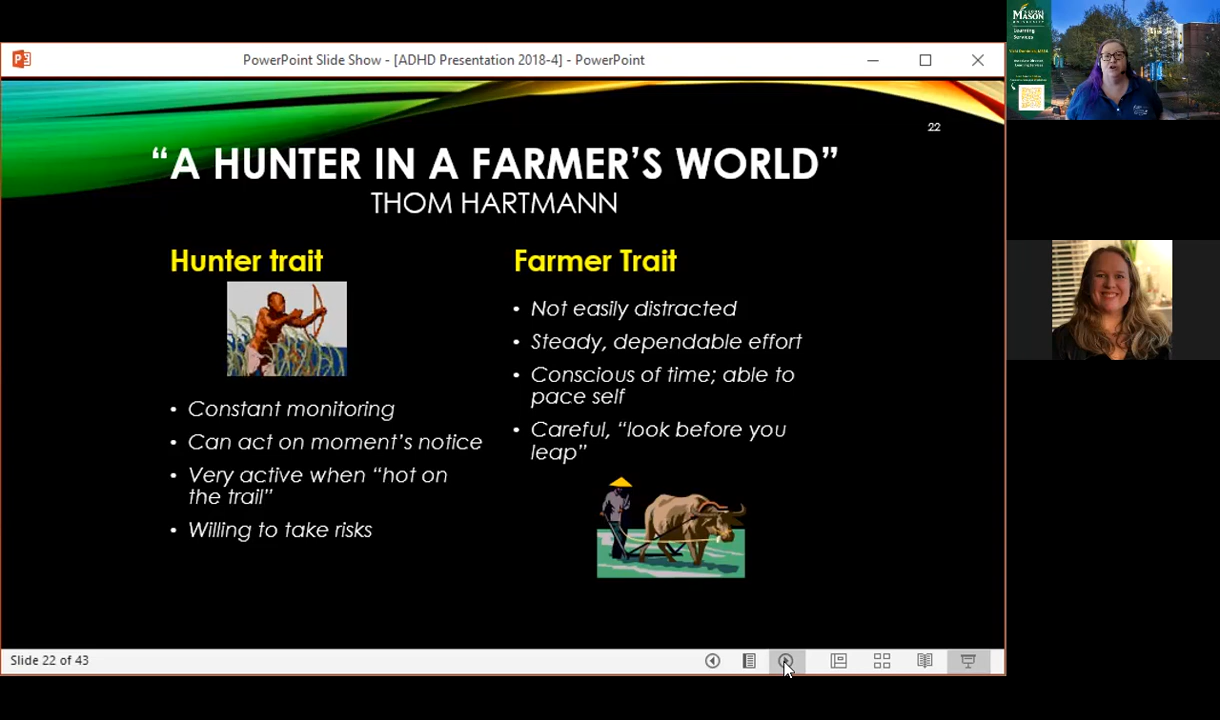 PowerPoint Slide Show - [ADHD Presentation 2018-4] - PowerPoint
22
“A HUNTER IN A FARMER’S WORLD”
THOM HARTMANN
Hunter trait
• Constant monitoring
• Can act on moment’s notice
• Very active when “hot on
the trail”
• Willing to take risks
Farmer Trait
• Not easily distracted
• Steady, dependable effort
• Conscious of time; able to
pace self
• Careful, “look before you
leap”
Slide 22 of 43
MASON
Learning
Services